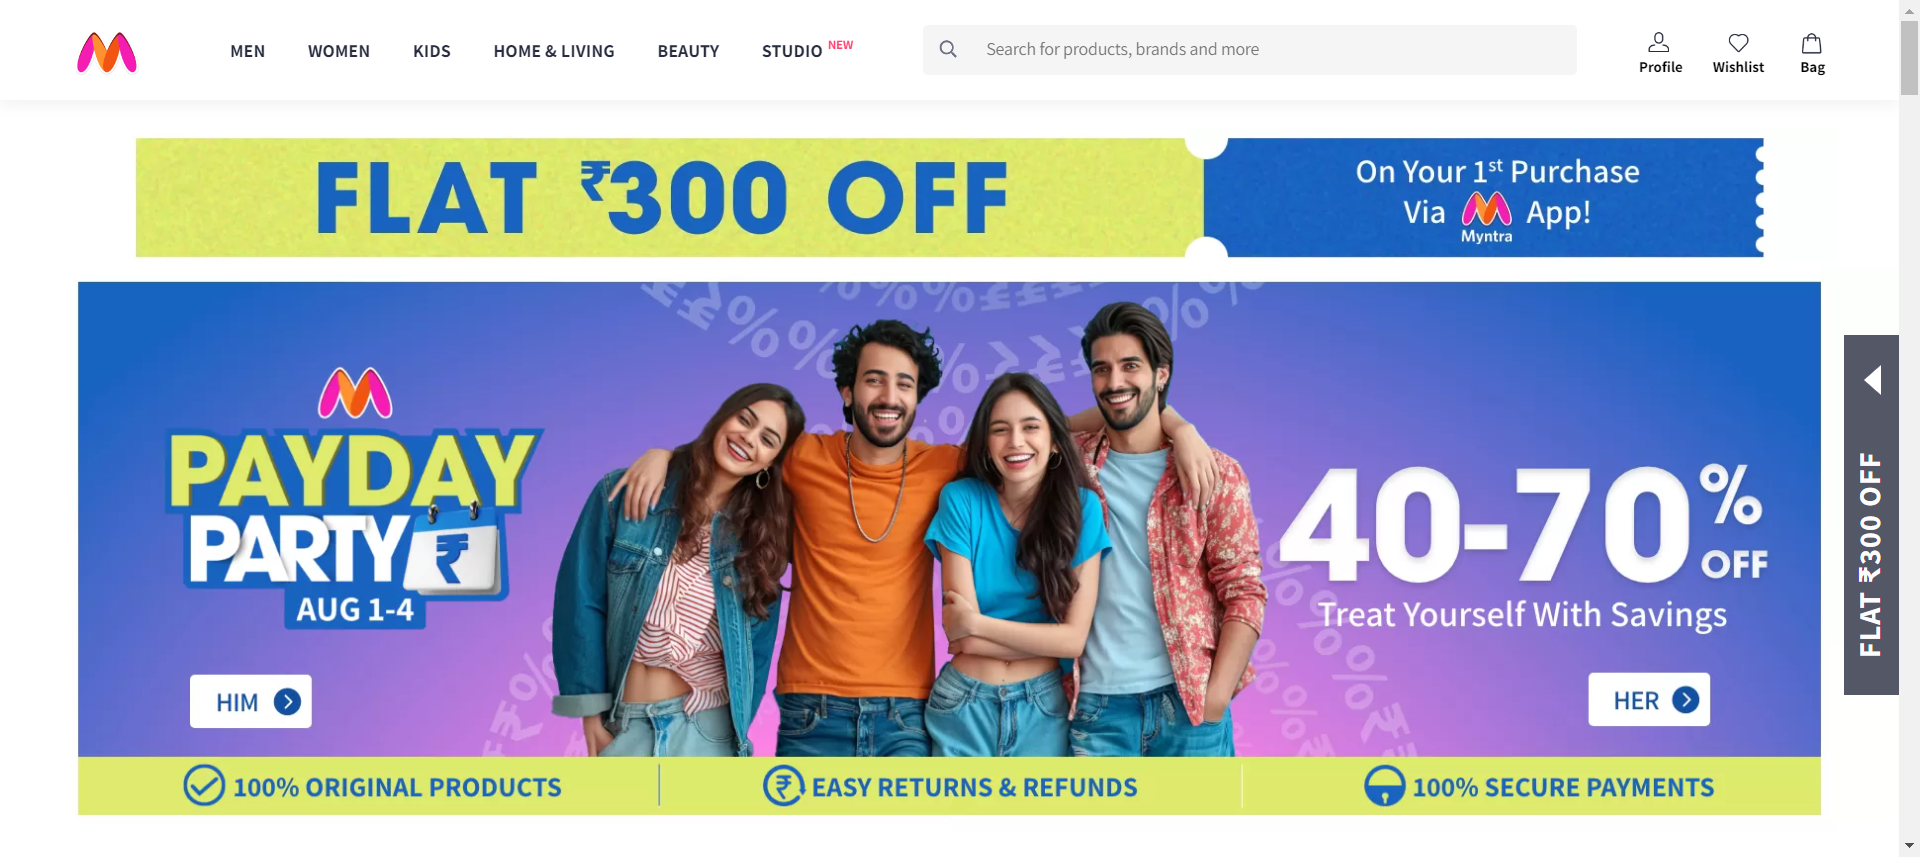 MEN WOMEN KIDS HOME & LIVING BEAUTY STUDIO NEW
Search for products, brands and more
Profile Wishlist Bag
FLAT ₹300 OFF
On Your 1st Purchase
Via Myntra App!
PAYDAY
PARTY ₹
AUG 1-4
40-70% OFF
Treat Yourself With Savings
HIM
HER
100% ORIGINAL PRODUCTS
EASY RETURNS & REFUNDS
100% SECURE PAYMENTS
FLAT ₹300 OFF